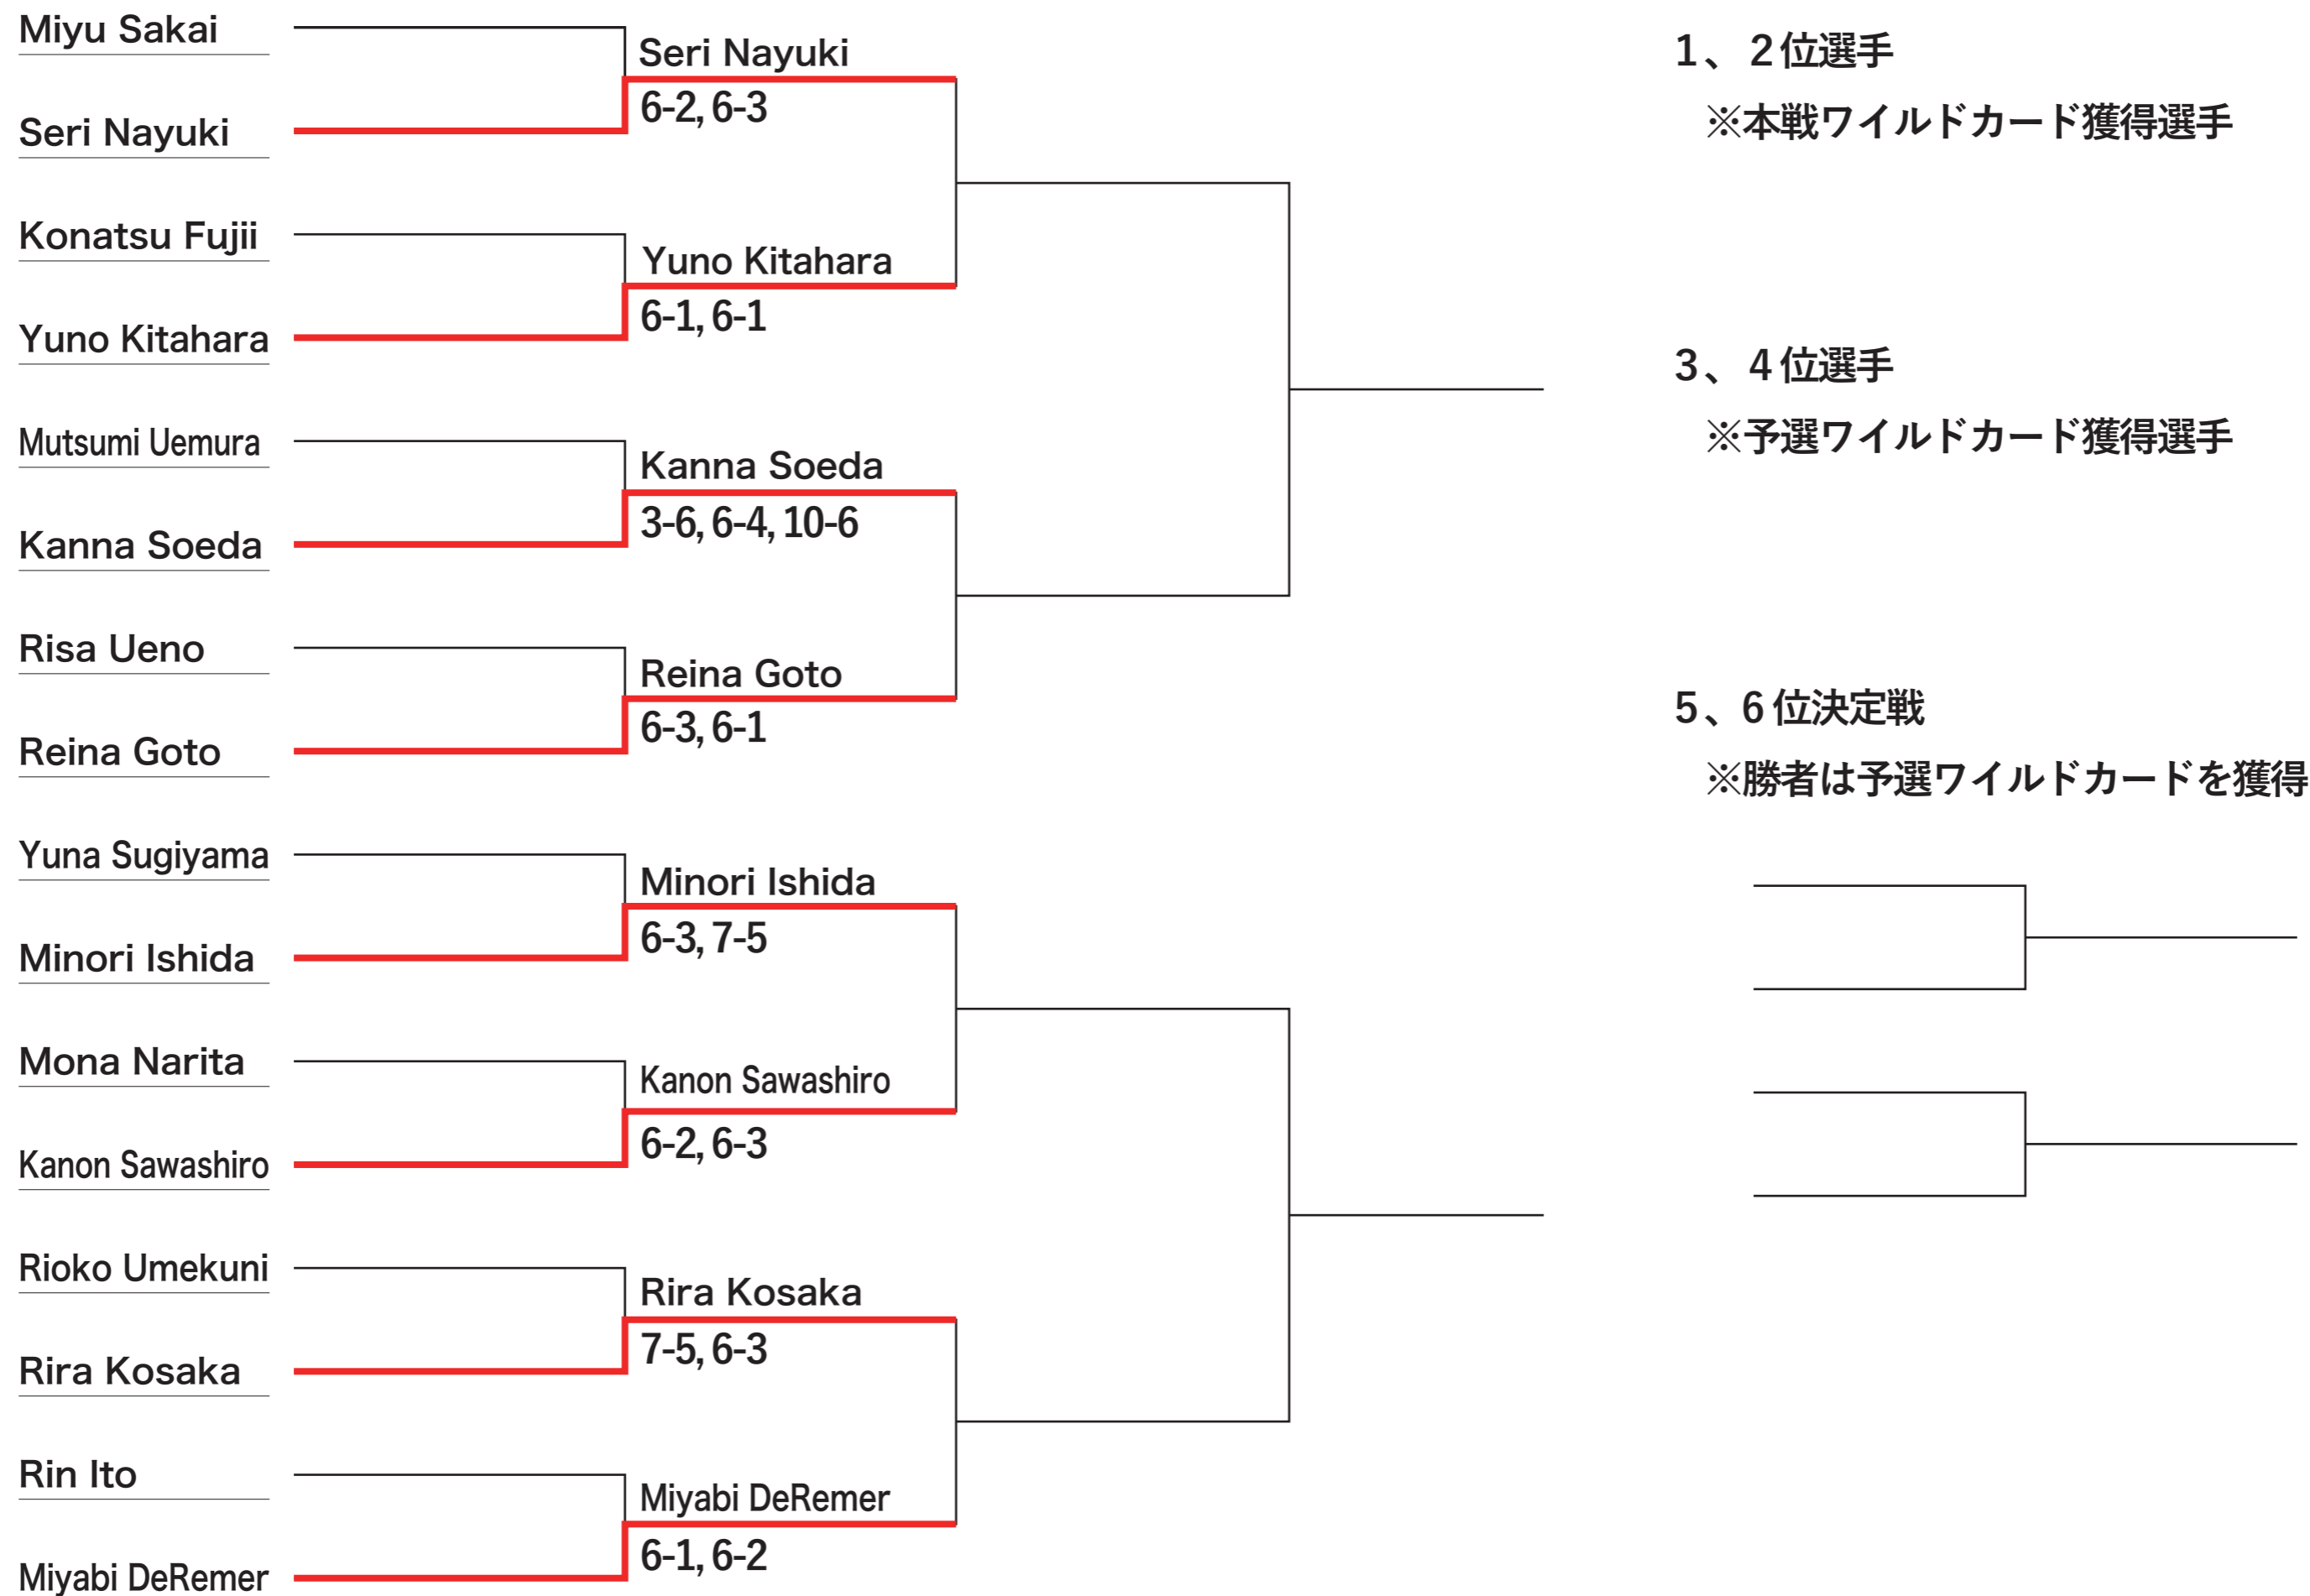 Miyu Sakai
Seri Nayuki
Konatsu Fujii
Yuno Kitahara
Mutsumi Uemura
Kanna Soeda
Risa Ueno
Reina Goto
Yuna Sugiyama
Minori Ishida
Mona Narita
Kanon Sawashiro
Rioko Umekuni
Rira Kosaka
Rin Ito
Miyabi DeRemer
Seri Nayuki
6-2, 6-3
Yuno Kitahara
6-1, 6-1
Kanna Soeda
3-6, 6-4, 10-6
Reina Goto
6-3, 6-1
Minori Ishida
6-3, 7-5
Kanon Sawashiro
6-2, 6-3
Rira Kosaka
7-5, 6-3
Miyabi DeRemer
6-1, 6-2
1、2位選手
※本戦ワイルドカード獲得選手
3、4位選手
※予選ワイルドカード獲得選手
5、6位決定戦
※勝者は予選ワイルドカードを獲得